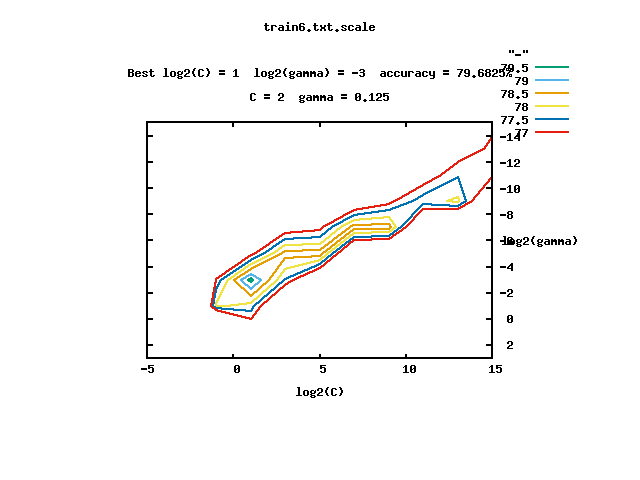 train6.txt.scale
"-"
Best log2(C) = 1  log2(gamma) = -3  accuracy = 79.6825%
79.5
79
C = 2  gamma = 0.125
78.5
78
77.5
77
-14
-12
-10
-8
-6
log2(gamma)
-4
-2
0
2
-5 0 5 10 15
log2(C)